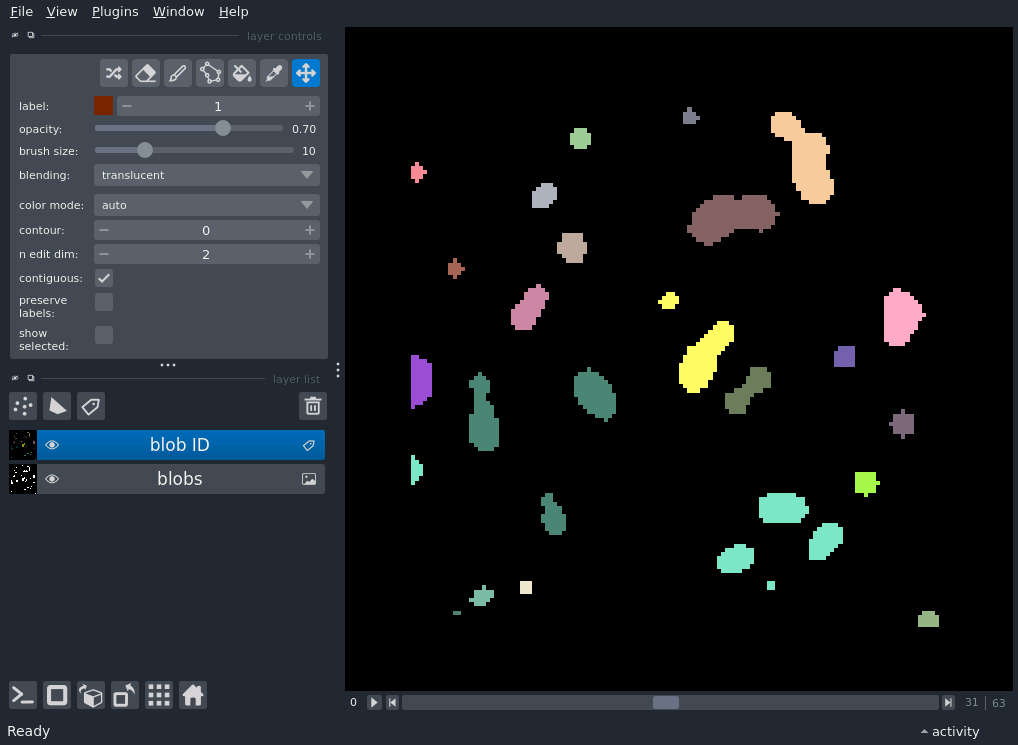 File View Plugins Window Help
layer controls
label: 1
opacity: 0.70
brush size: 10
blending: translucent
color mode: auto
contour: 0
n edit dim: 2
contiguous:
preserve
labels:
show
selected:
layer list
blob ID
blobs
0 31 | 63
Ready activity